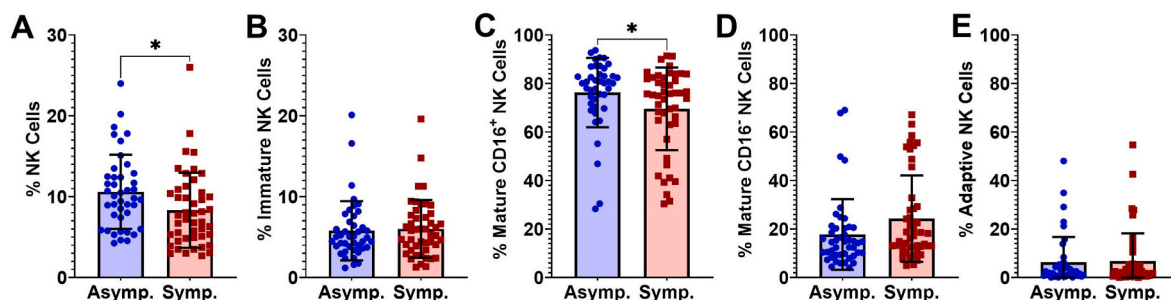 A
% NK Cells
30
20
10
0
*
Asymp. Symp.
B
% Immature NK Cells
30
20
10
0
Asymp. Symp.
C
% Mature CD16⁺ NK Cells
100
80
60
40
20
0
*
Asymp. Symp.
D
% Mature CD16⁻ NK Cells
100
80
60
40
20
0
Asymp. Symp.
E
% Adaptive NK Cells
100
80
60
40
20
0
Asymp. Symp.